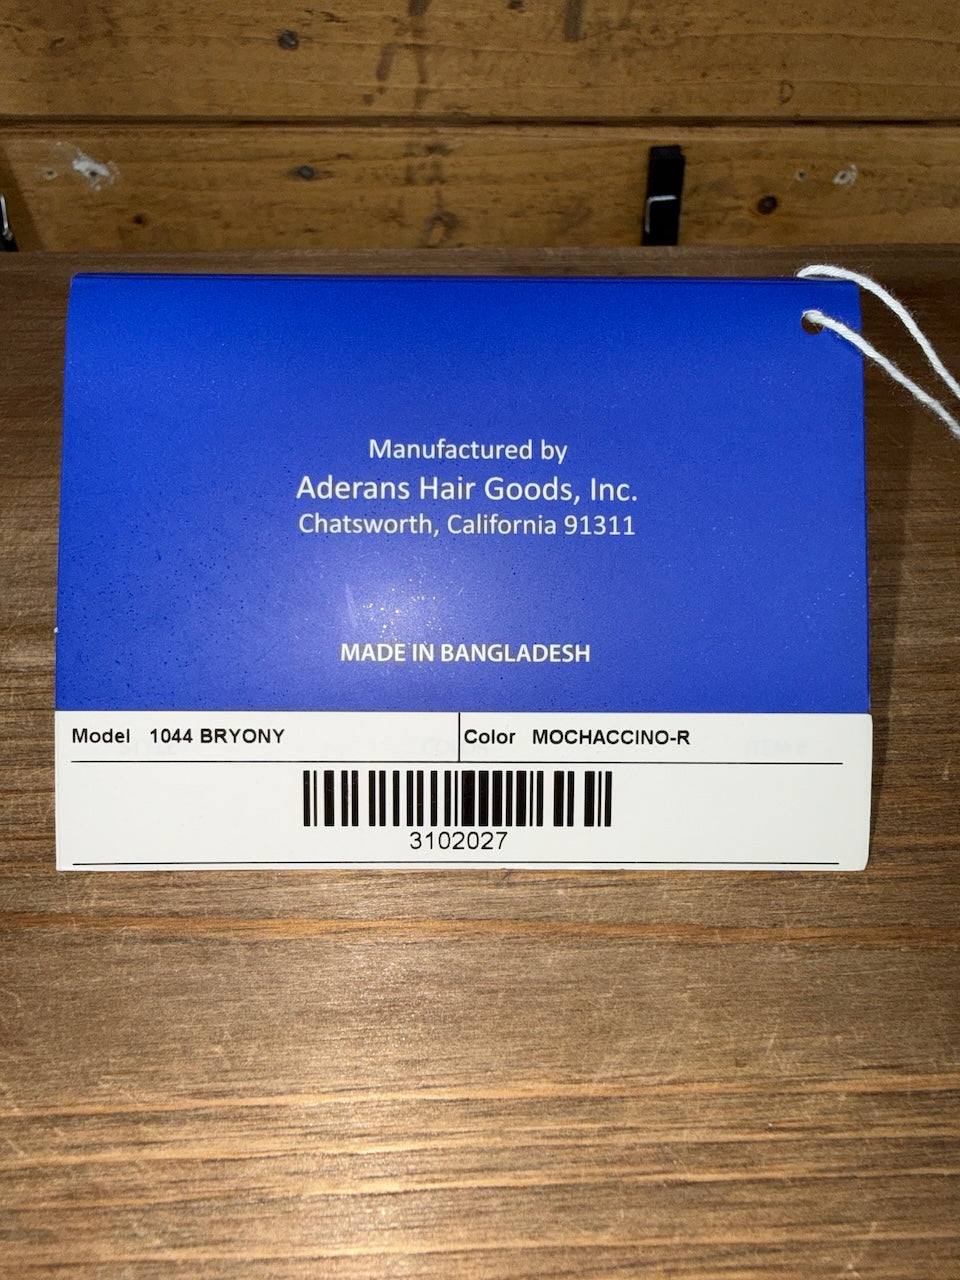 Manufactured by
Aderans Hair Goods, Inc.
Chatsworth, California 91311
MADE IN BANGLADESH
Model 1044 BRYONY Color MOCHACCINO-R
3102027